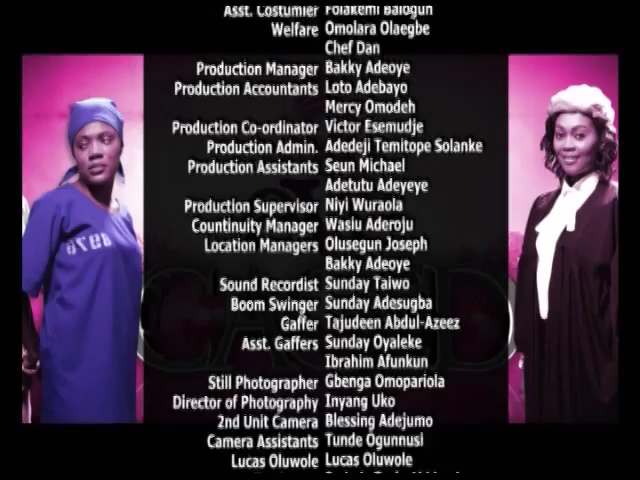 Asst. Costumier Folakemi Balogun
Welfare Omolara Olaegbe
Chef Dan
Production Manager Bakky Adeoye
Production Accountants Loto Adebayo
Mercy Omodeh
Production Co-ordinator Victor Esemudje
Production Admin. Adedeji Temitope Solanke
Production Assistants Seun Michael
Adetutu Adeyeye
Production Supervisor Niyi Wuraola
Countinuity Manager Wasiu Aderoju
Location Managers Olusegun Joseph
Bakky Adeoye
Sound Recordist Sunday Taiwo
Boom Swinger Sunday Adesugba
Gaffer Tajudeen Abdul-Azeez
Asst. Gaffers Sunday Oyaleke
Ibrahim Afunkun
Still Photographer Gbenga Omopariola
Director of Photography Inyang Uko
2nd Unit Camera Blessing Adejumo
Camera Assistants Tunde Ogunnusi
Lucas Oluwole Lucas Oluwole